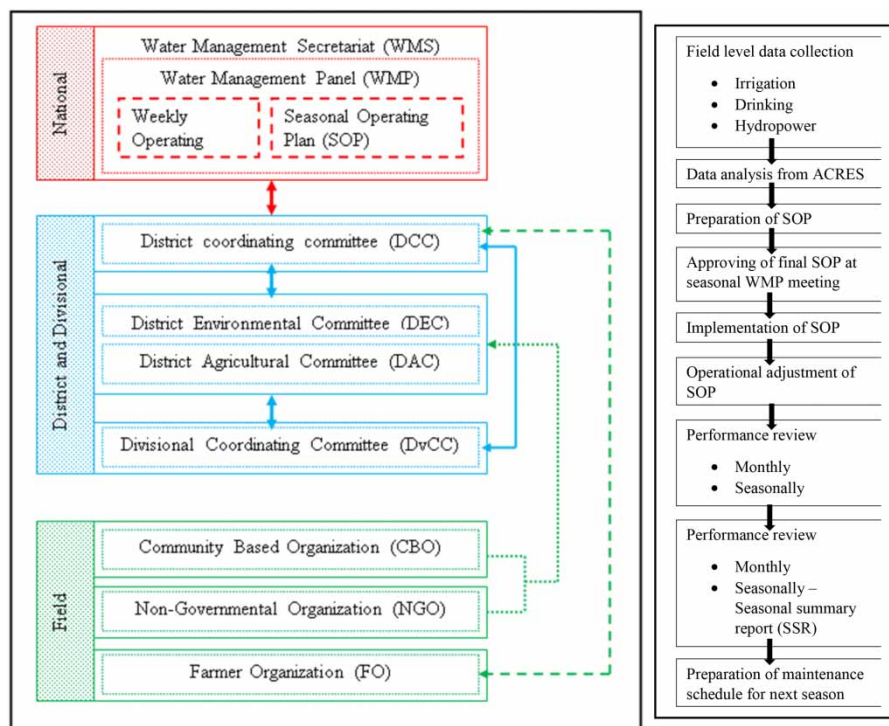 National
Water Management Secretariat (WMS)
Water Management Panel (WMP)
Weekly
Operating
Seasonal Operating
Plan (SOP)
District and Divisional
District coordinating committee (DCC)
District Environmental Committee (DEC)
District Agricultural Committee (DAC)
Divisional Coordinating Committee (DvCC)
Field
Community Based Organization (CBO)
Non-Governmental Organization (NGO)
Farmer Organization (FO)
Field level data collection
• Irrigation
• Drinking
• Hydropower
Data analysis from ACRES
Preparation of SOP
Approving of final SOP at
seasonal WMP meeting
Implementation of SOP
Operational adjustment of
SOP
Performance review
• Monthly
• Seasonally
Performance review
• Monthly
• Seasonally –
Seasonal summary
report (SSR)
Preparation of maintenance
schedule for next season